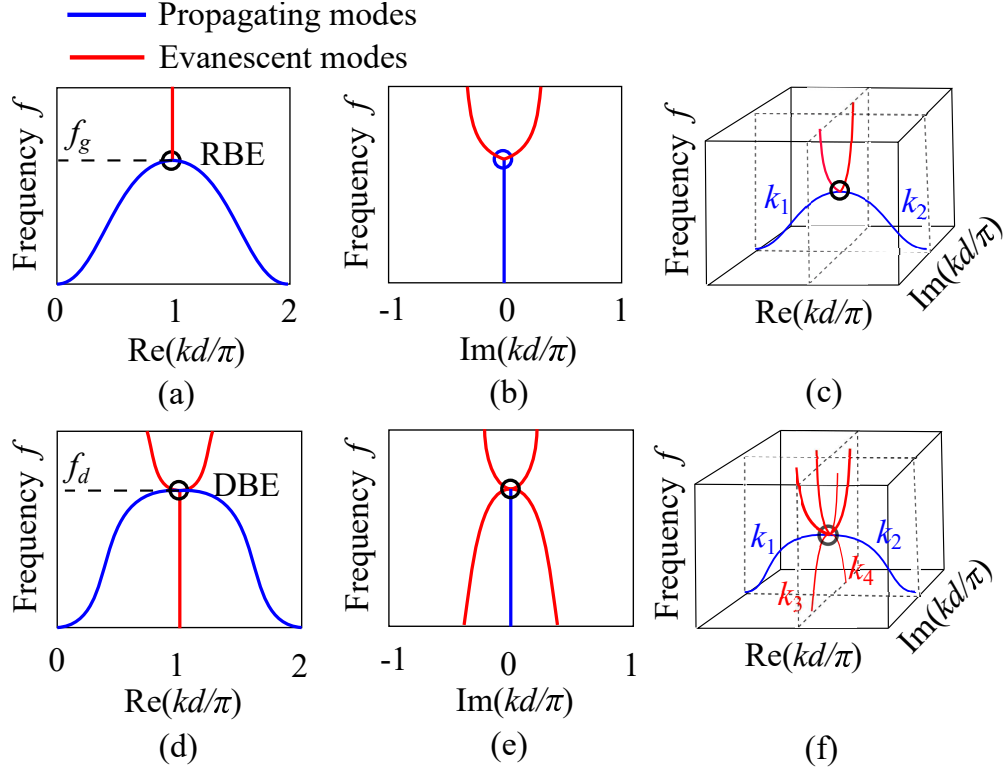 Propagating modes
Evanescent modes
Frequency f
f_g
RBE
0 1 2
Re(kd/π)
(a)
Frequency f
-1 0 1
Im(kd/π)
(b)
Frequency f
k_1
k_2
Re(kd/π)
Im(kd/π)
(c)
Frequency f
f_d
DBE
0 1 2
Re(kd/π)
(d)
Frequency f
-1 0 1
Im(kd/π)
(e)
Frequency f
k_1
k_2
k_3
k_4
Re(kd/π)
Im(kd/π)
(f)